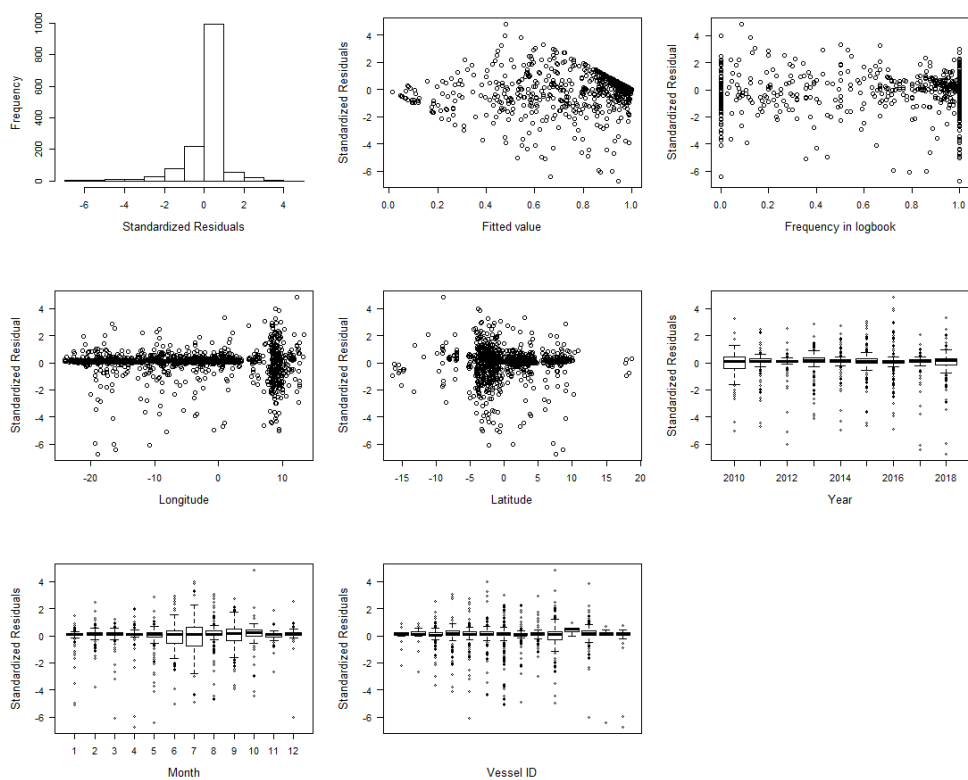 Frequency
0 200 400 600 800 1000
-6 -4 -2 0 2 4
Standardized Residuals
Standardized Residuals
4
2
0
-2
-4
-6
0.0 0.2 0.4 0.6 0.8 1.0
Fitted value
Standardized Residual
4
2
0
-2
-4
-6
0.0 0.2 0.4 0.6 0.8 1.0
Frequency in logbook
Standardized Residual
4
2
0
-2
-4
-6
-20 -10 0 10
Longitude
Standardized Residual
4
2
0
-2
-4
-6
-15 -10 -5 0 5 10 15 20
Latitude
Standardized Residual
4
2
0
-2
-4
-6
2010 2012 2014 2016 2018
Year
Standardized Residual
4
2
0
-2
-4
-6
1 2 3 4 5 6 7 8 9 10 11 12
Month
Standardized Residual
4
2
0
-2
-4
-6
Vessel ID